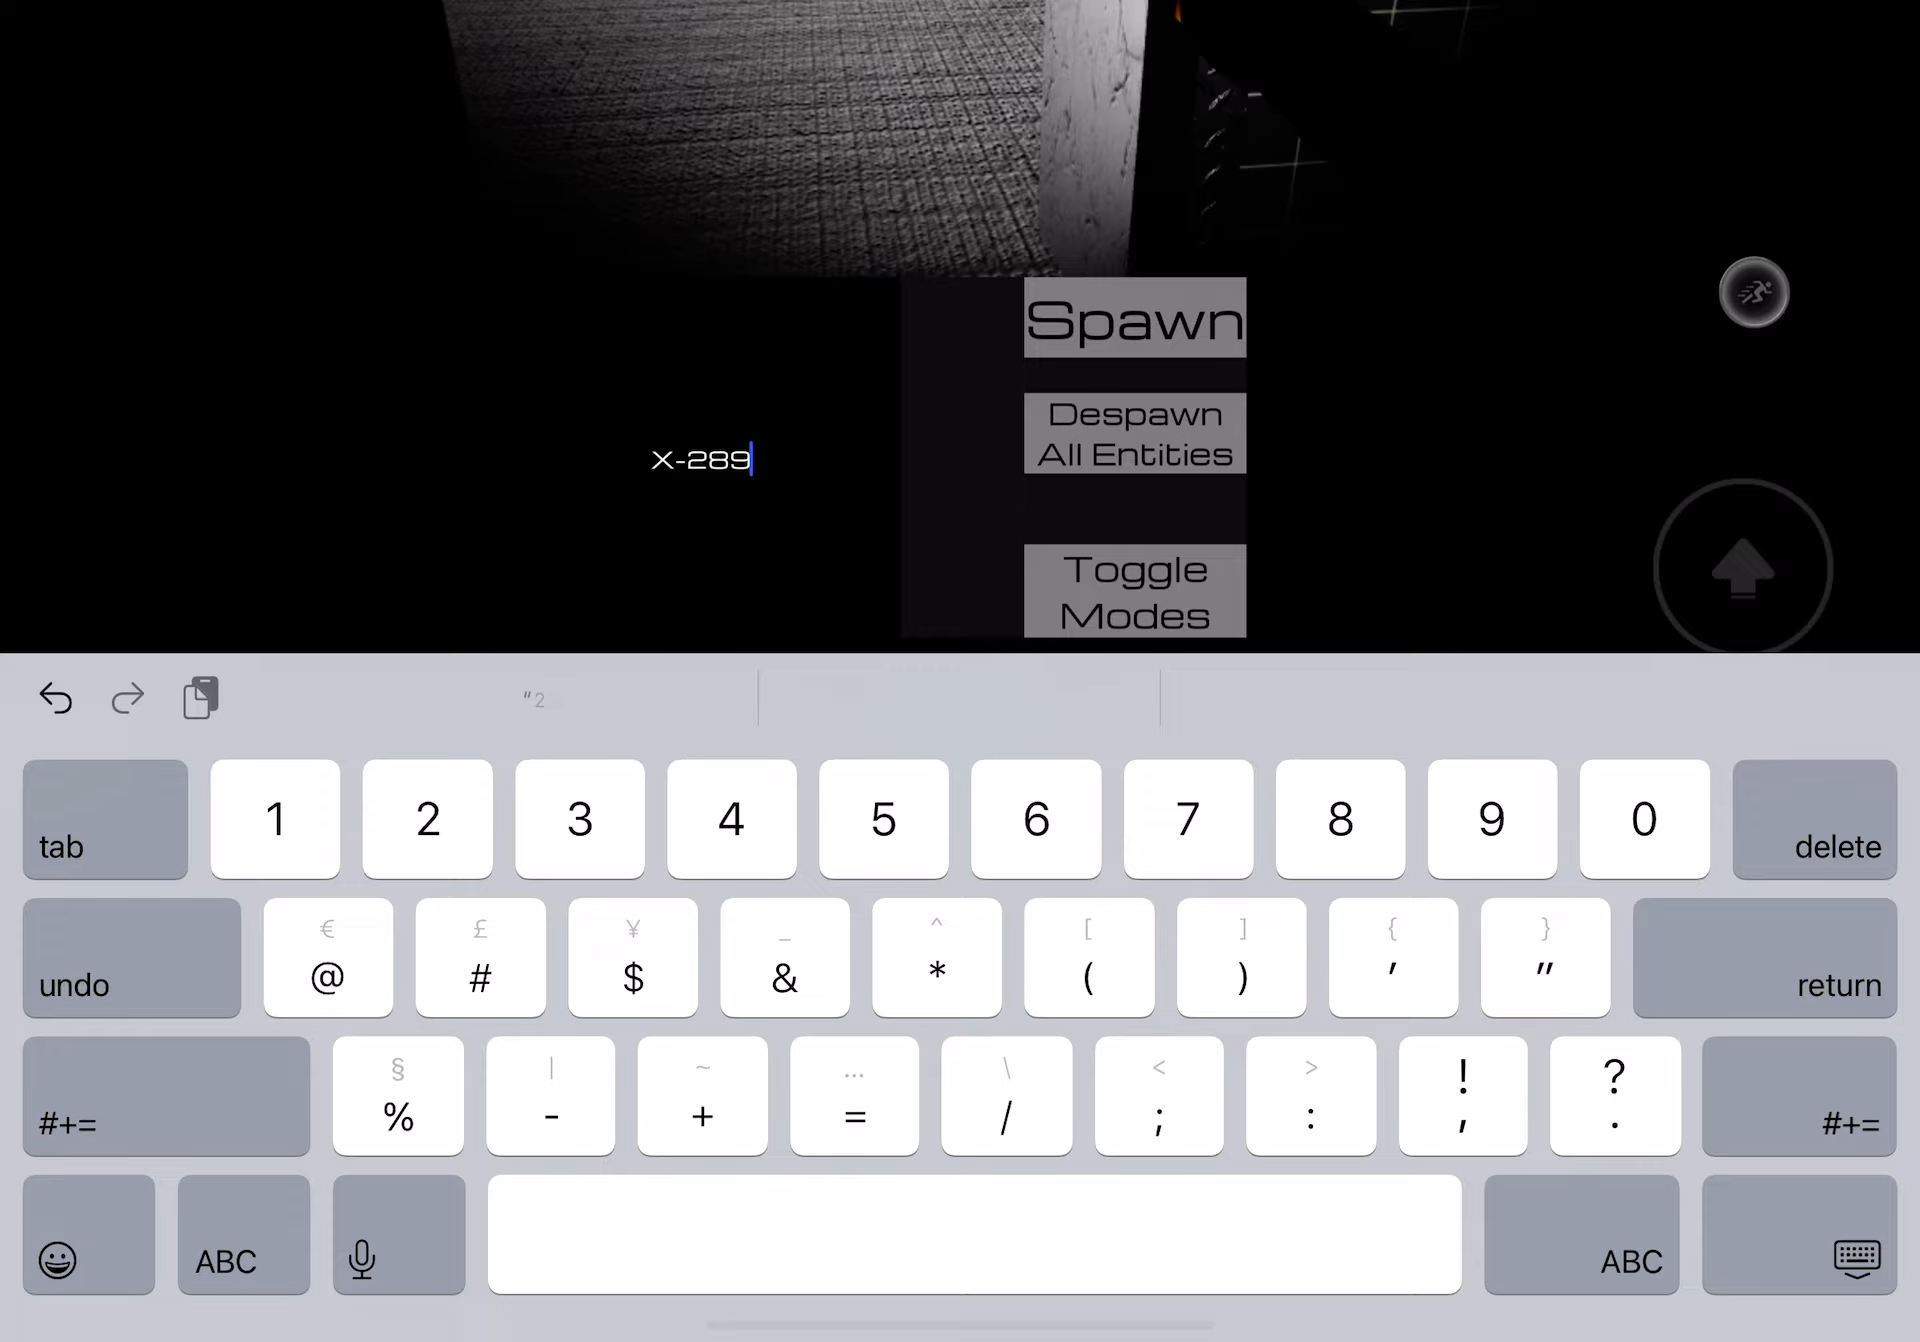 Spawn
Despawn
All Entities
X-289
Toggle
Modes
"2
tab 1 2 3 4 5 6 7 8 9 0 delete
€ £ ¥ _ ^ [ ] { }
undo @ # $ & * ( ) ' " return
§ | ~ … \ < > ! ?
#+= % - + = / ; : , . #+=
ABC ABC